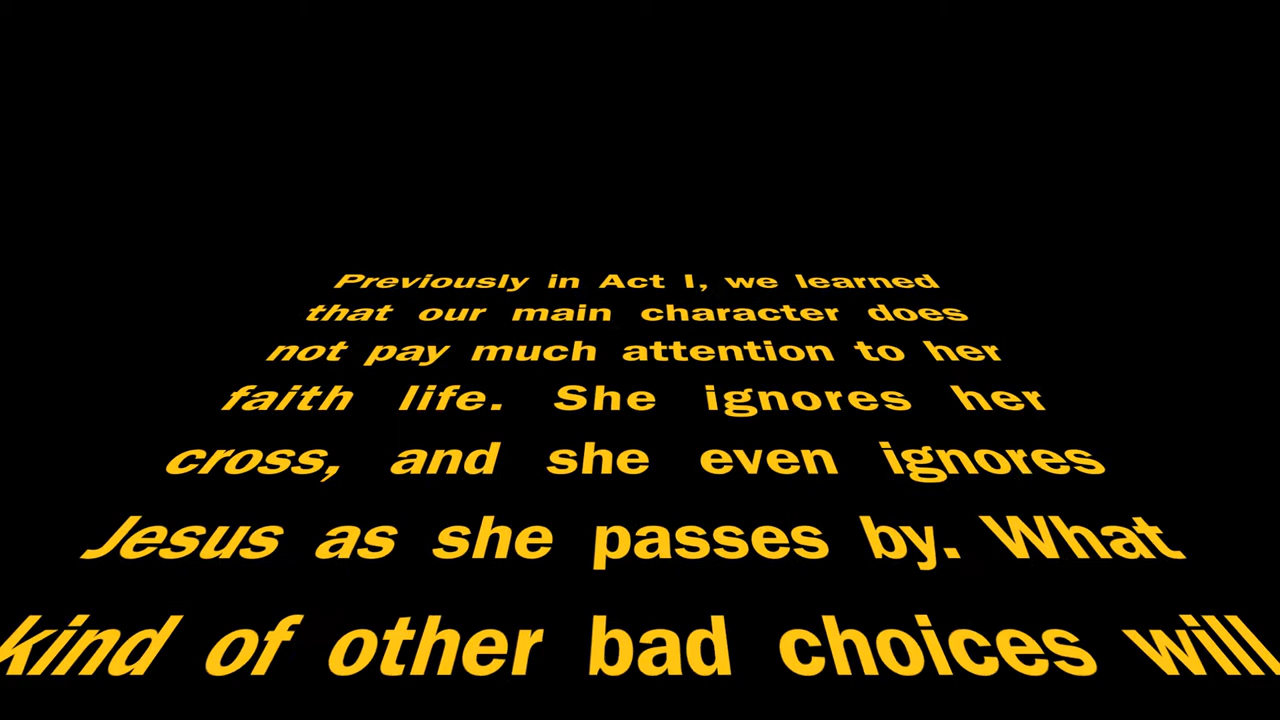 Previously in Act I, we learned
that our main character does
not pay much attention to her
faith life. She ignores her
cross, and she even ignores
Jesus as she passes by. What
kind of other bad choices will